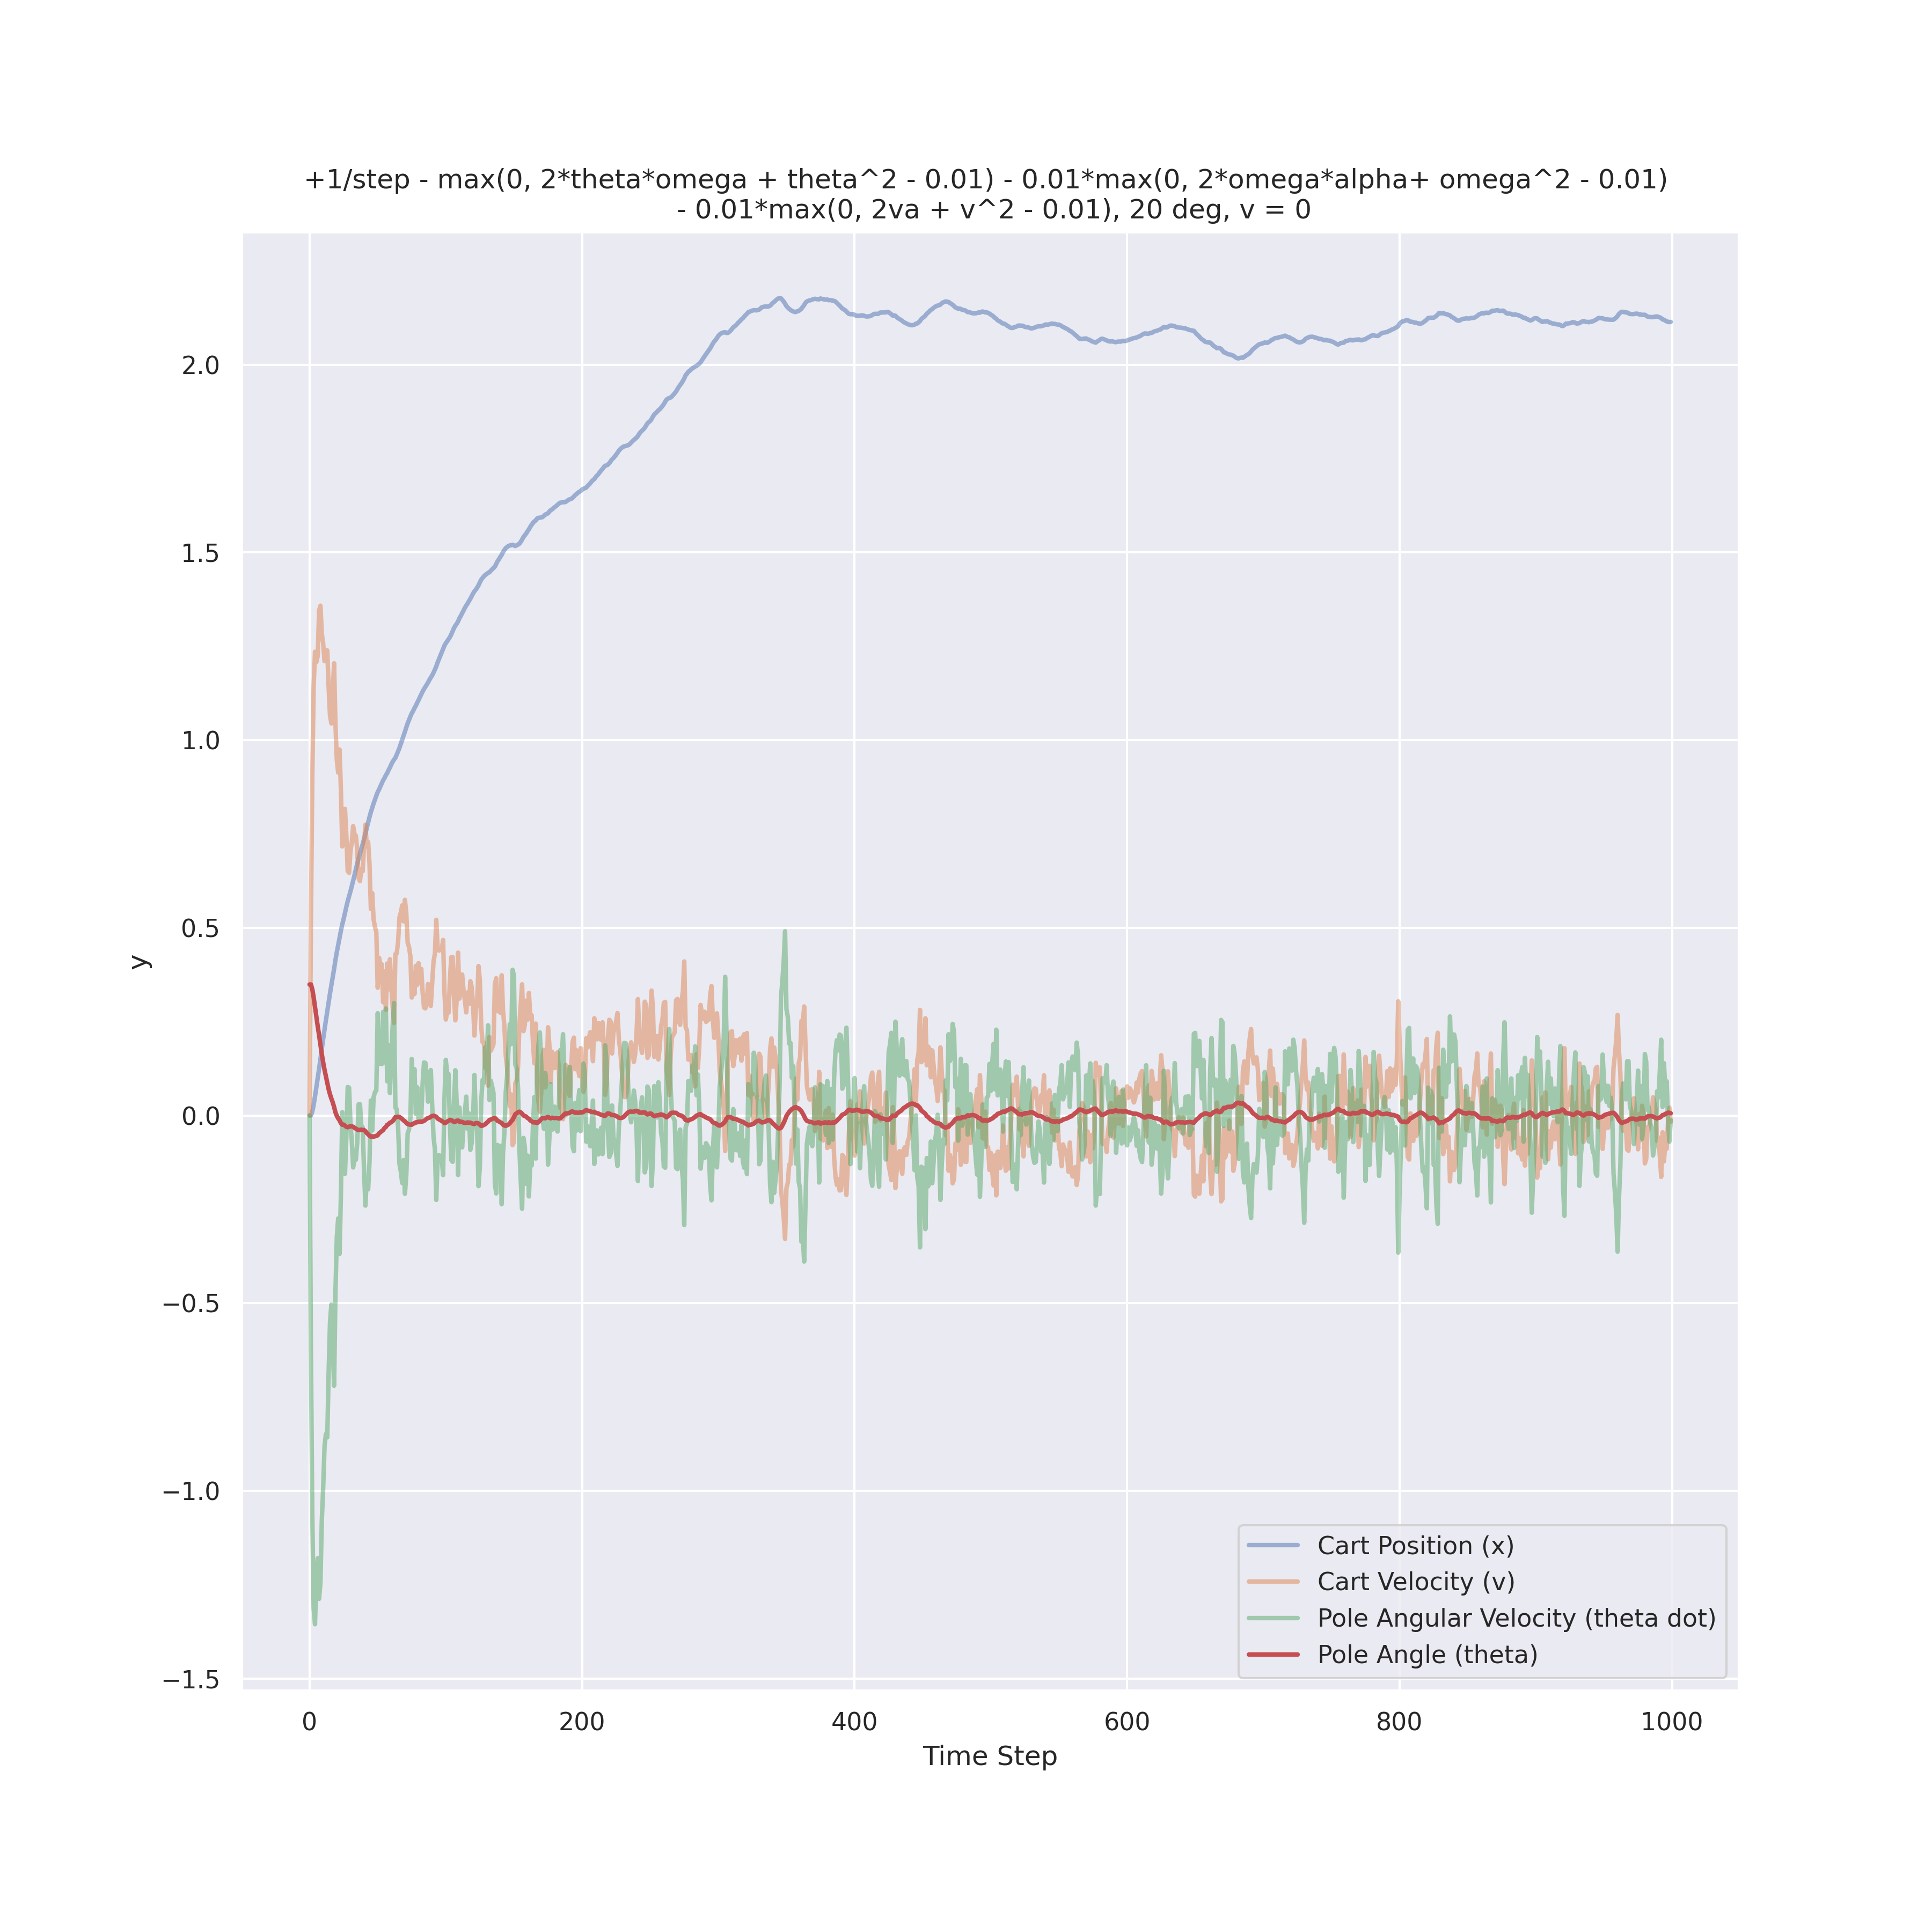 +1/step - max(0, 2*theta*omega + theta^2 - 0.01) - 0.01*max(0, 2*omega*alpha+ omega^2 - 0.01)
- 0.01*max(0, 2va + v^2 - 0.01), 20 deg, v = 0
2.0
1.5
1.0
0.5
0.0
−0.5
−1.0
−1.5
y
Cart Position (x)
Cart Velocity (v)
Pole Angular Velocity (theta dot)
Pole Angle (theta)
0 200 400 600 800 1000
Time Step